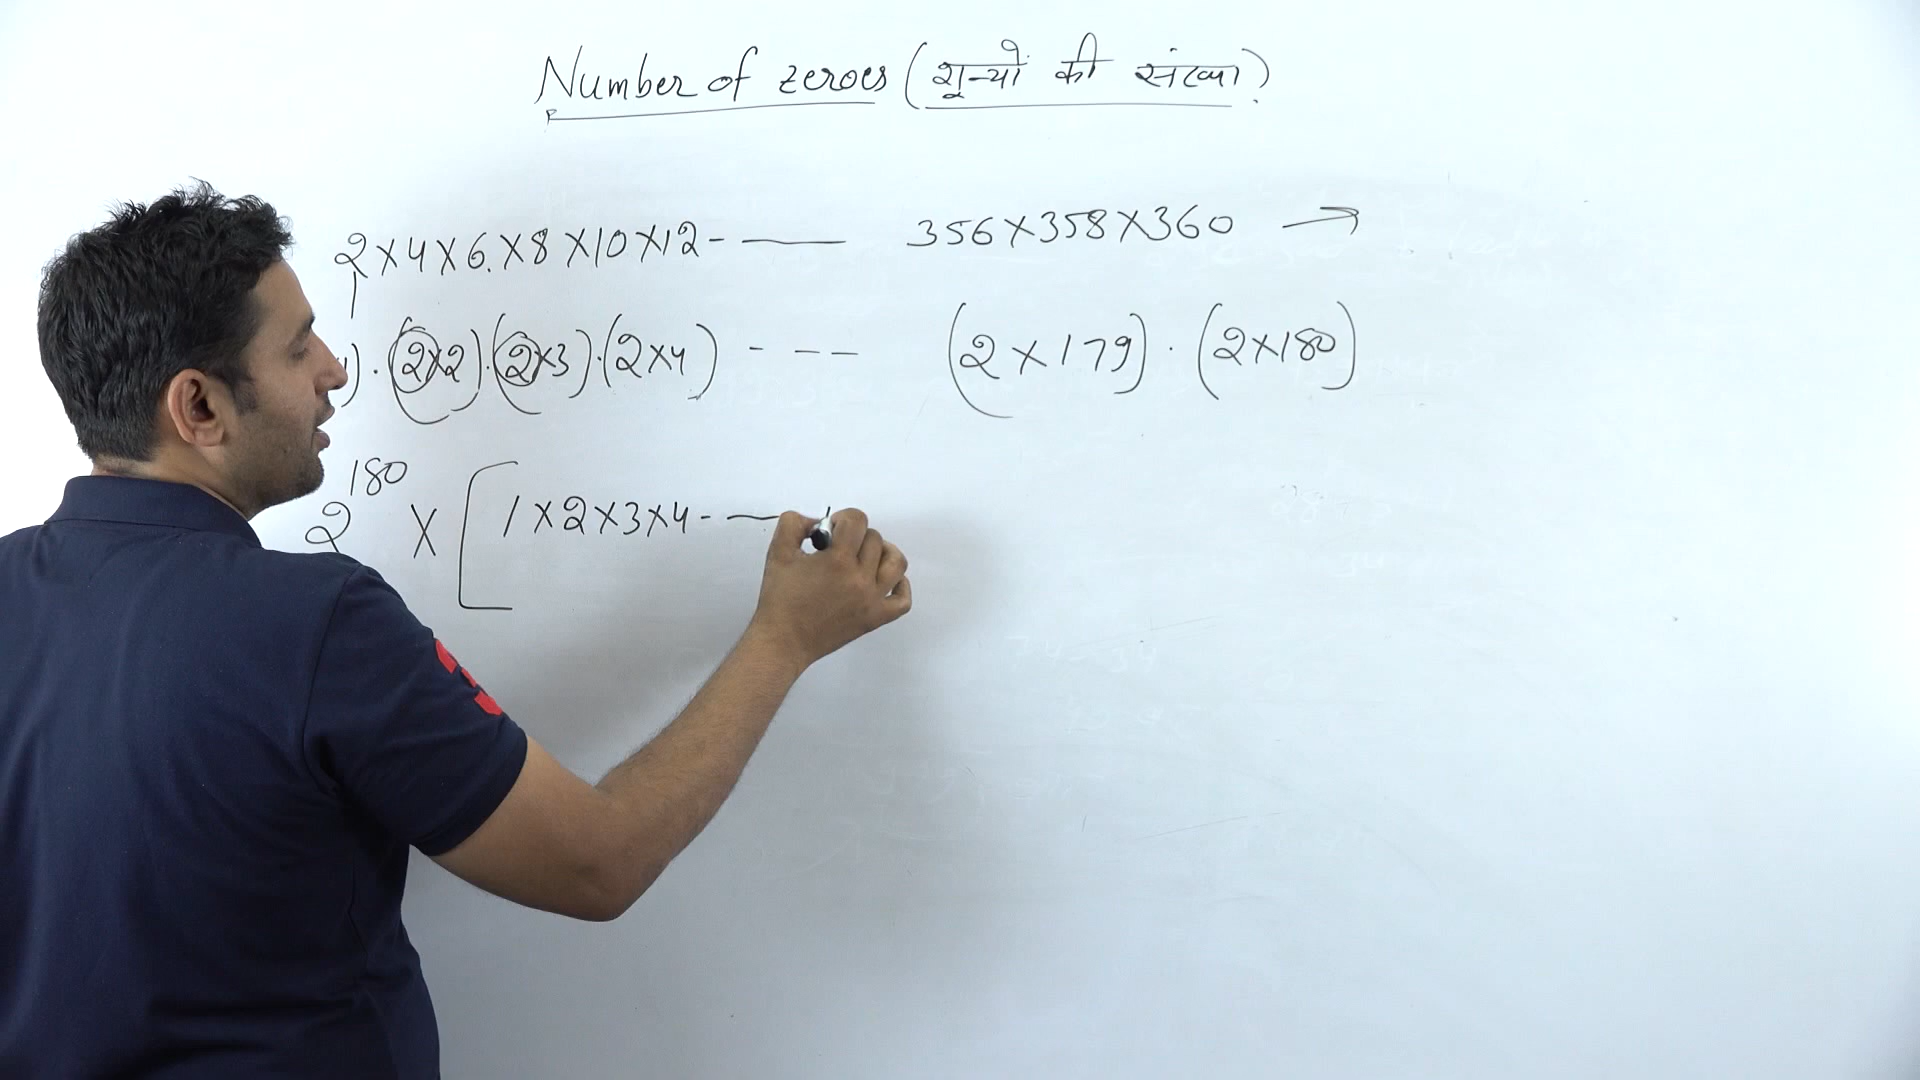 Number of zeroes (शून्यो की संख्या)
2×4×6×8×10×12- —— 356×358×360 →
1)·(2×2)·(2×3)·(2×4) - - - (2×179)·(2×180)
2^180 × [1×2×3×4- —